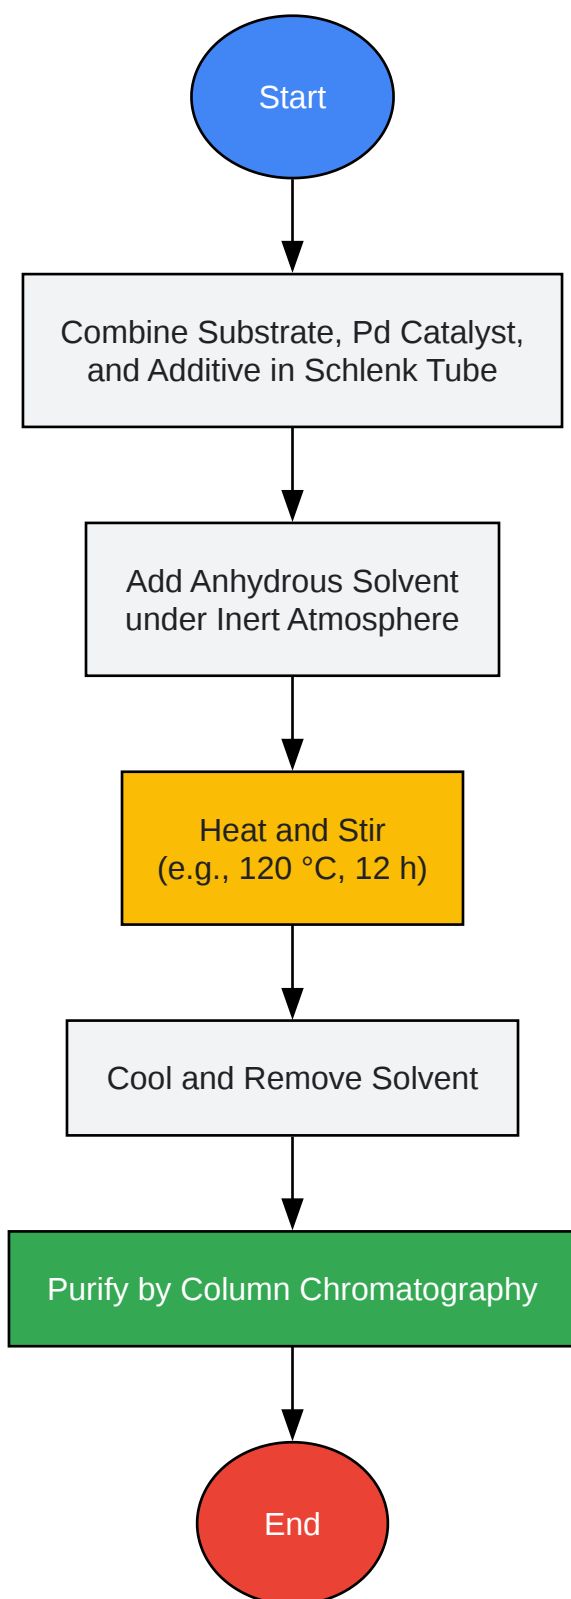 Start
Combine Substrate, Pd Catalyst,
and Additive in Schlenk Tube
Add Anhydrous Solvent
under Inert Atmosphere
Heat and Stir
(e.g., 120 °C, 12 h)
Cool and Remove Solvent
Purify by Column Chromatography
End